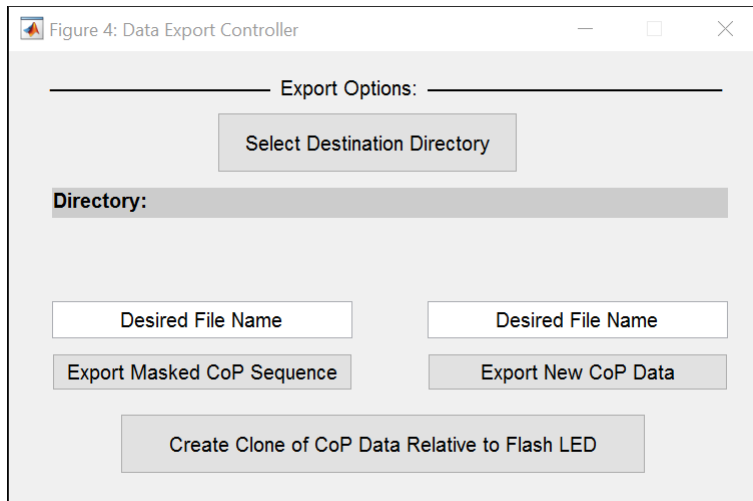 Figure 4: Data Export Controller
Export Options:
Select Destination Directory
Directory:
Desired File Name
Desired File Name
Export Masked CoP Sequence
Export New CoP Data
Create Clone of CoP Data Relative to Flash LED